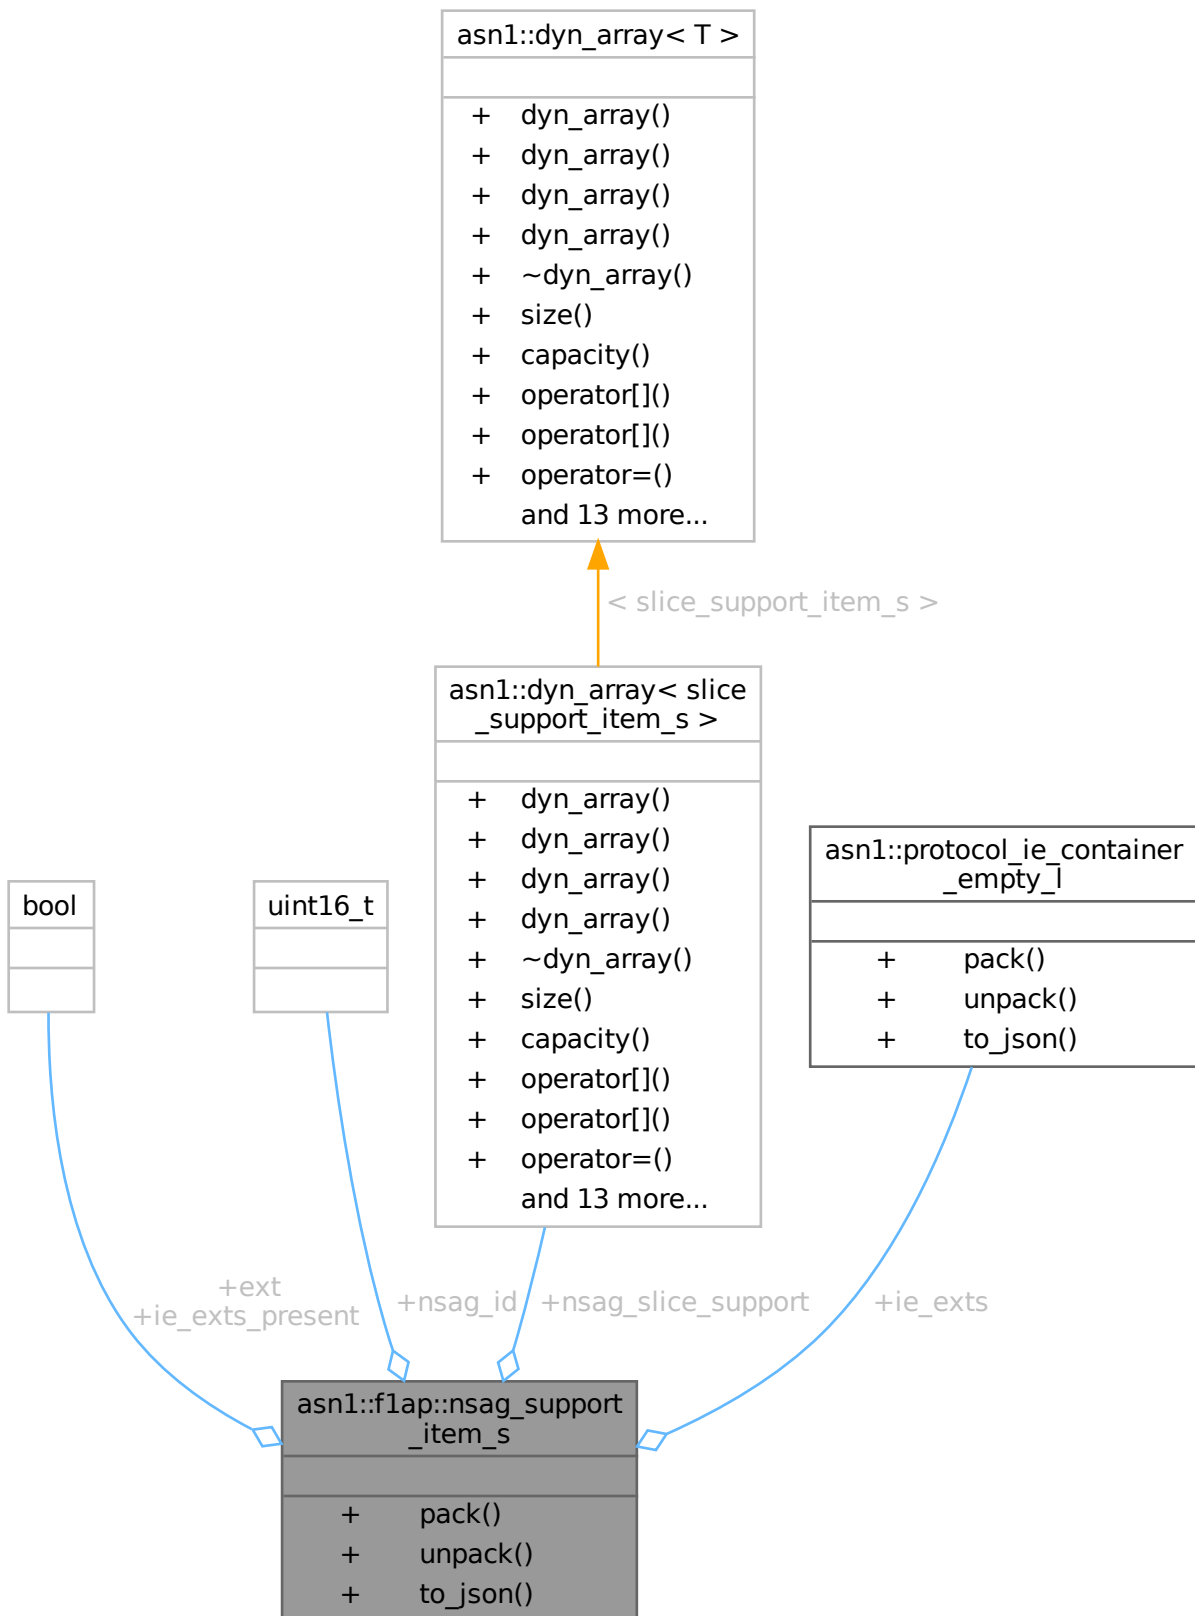 asn1::dyn_array< T >
+ dyn_array()
+ dyn_array()
+ dyn_array()
+ dyn_array()
+ ~dyn_array()
+ size()
+ capacity()
+ operator[]()
+ operator[]()
+ operator=()
and 13 more...
< slice_support_item_s >
asn1::dyn_array< slice
_support_item_s >
+ dyn_array()
+ dyn_array()
+ dyn_array()
+ dyn_array()
+ ~dyn_array()
+ size()
+ capacity()
+ operator[]()
+ operator[]()
+ operator=()
and 13 more...
asn1::protocol_ie_container
_empty_l
+ pack()
+ unpack()
+ to_json()
bool
uint16_t
+ext
+ie_exts_present
+nsag_id
+nsag_slice_support
+ie_exts
asn1::f1ap::nsag_support
_item_s
+ pack()
+ unpack()
+ to_json()